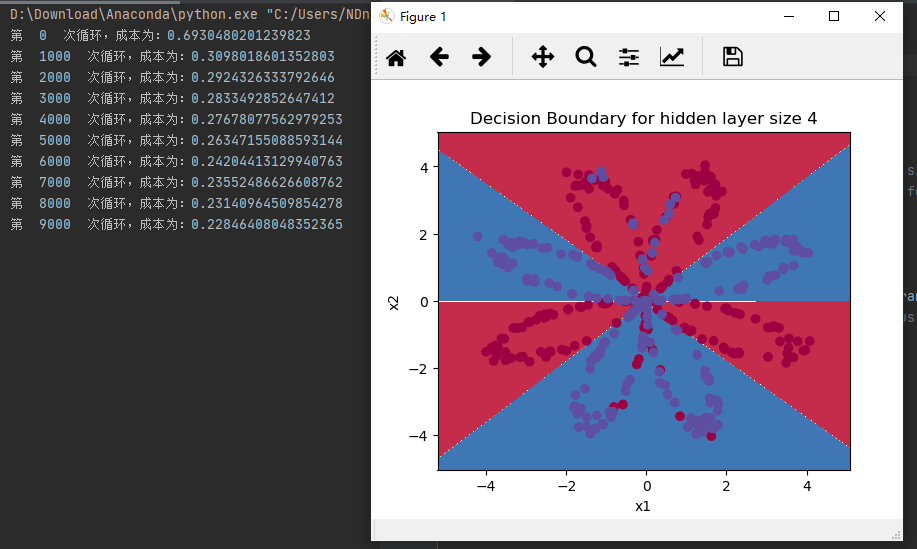 D:\Download\Anaconda\python.exe "C:/Users/NDn
第 0 次循环，成本为：0.6930480201239823
第 1000 次循环，成本为：0.3098018601352803
第 2000 次循环，成本为：0.2924326333792646
第 3000 次循环，成本为：0.2833492852647412
第 4000 次循环，成本为：0.27678077562979253
第 5000 次循环，成本为：0.26347155088593144
第 6000 次循环，成本为：0.24204413129940763
第 7000 次循环，成本为：0.23552486626608762
第 8000 次循环，成本为：0.23140964509854278
第 9000 次循环，成本为：0.22846408048352365
Figure 1
Decision Boundary for hidden layer size 4
4
2
0
−2
−4
x2
−4 −2 0 2 4
x1